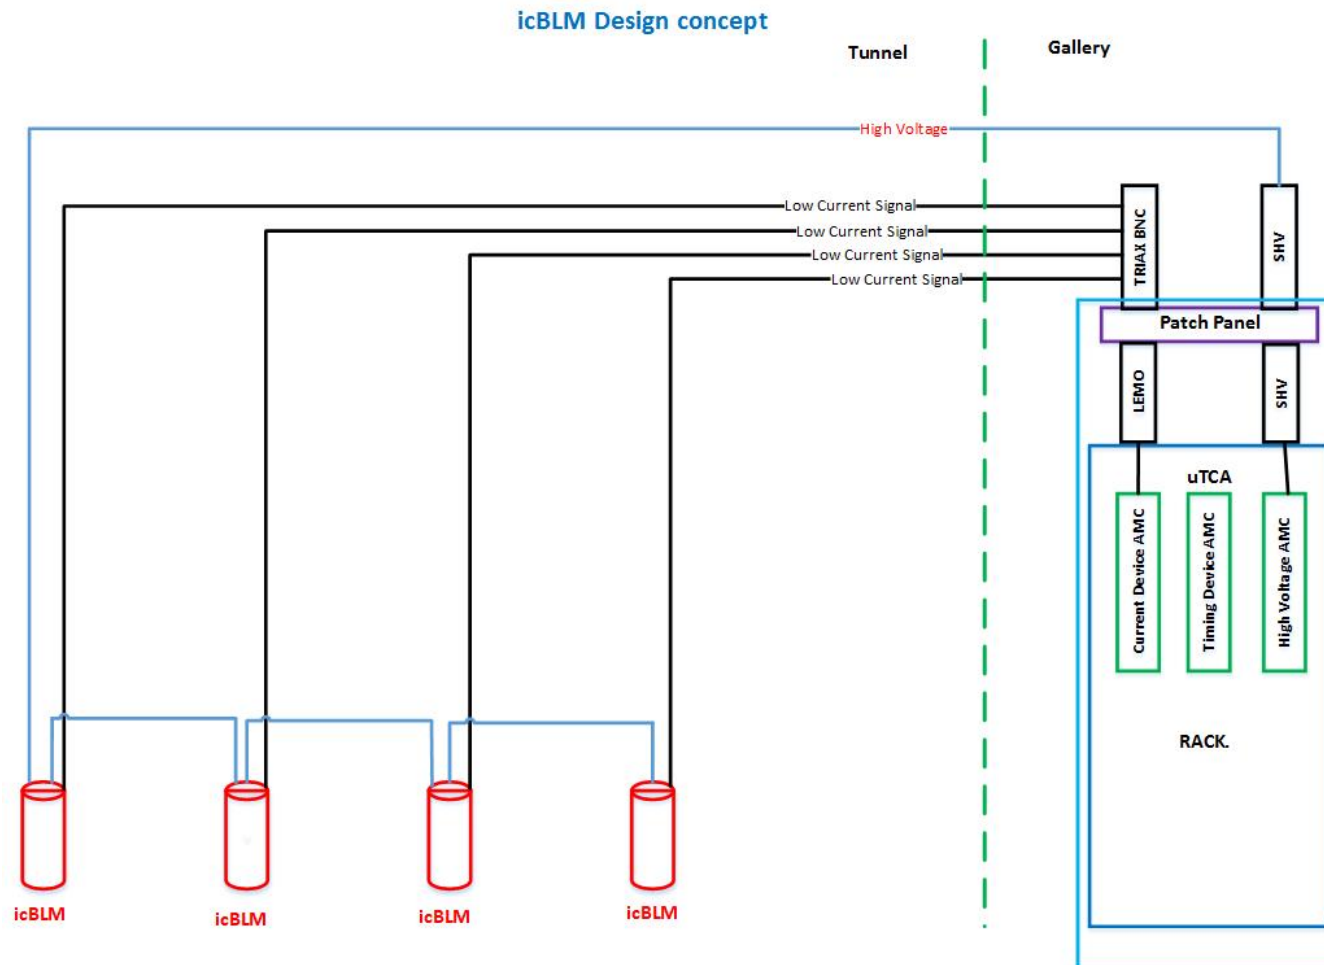 icBLM Design concept
Tunnel
Gallery
High Voltage
Low Current Signal
Low Current Signal
Low Current Signal
Low Current Signal
TRIAX BNC
SHV
Patch Panel
LEMO
SHV
uTCA
Current Device AMC
Timing Device AMC
High Voltage AMC
RACK.
icBLM
icBLM
icBLM
icBLM